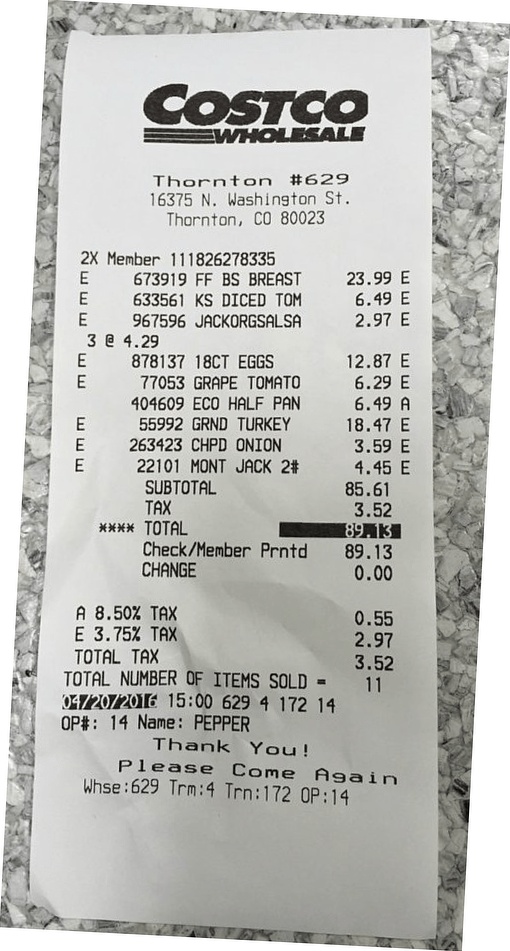 COSTCO
WHOLESALE
Thornton #629
16375 N. Washington St.
Thornton, CO 80023
2X Member 111826278335
E 673919 FF BS BREAST 23.99 E
E 633561 KS DICED TOM 6.49 E
E 967596 JACKORGSALSA 2.97 E
3 @ 4.29
E 878137 18CT EGGS 12.87 E
E 77053 GRAPE TOMATO 6.29 E
404609 ECO HALF PAN 6.49 A
E 55992 GRND TURKEY 18.47 E
E 263423 CHPD ONION 3.59 E
E 22101 MONT JACK 2# 4.45 E
SUBTOTAL 85.61
TAX 3.52
**** TOTAL 89.13
Check/Member Prntd 89.13
CHANGE 0.00
A 8.50% TAX 0.55
E 3.75% TAX 2.97
TOTAL TAX 3.52
TOTAL NUMBER OF ITEMS SOLD = 11
04/20/2016 15:00 629 4 172 14
OP#: 14 Name: PEPPER
Thank You!
Please Come Again
Whse:629 Trm:4 Trn:172 OP:14